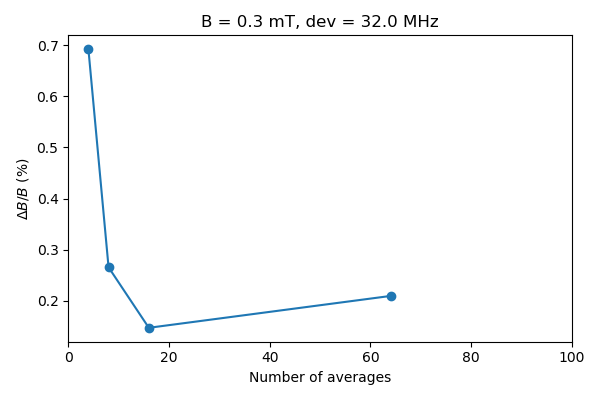 B = 0.3 mT, dev = 32.0 MHz
0.7
0.6
0.5
0.4
0.3
0.2
ΔB/B (%)
0 20 40 60 80 100
Number of averages